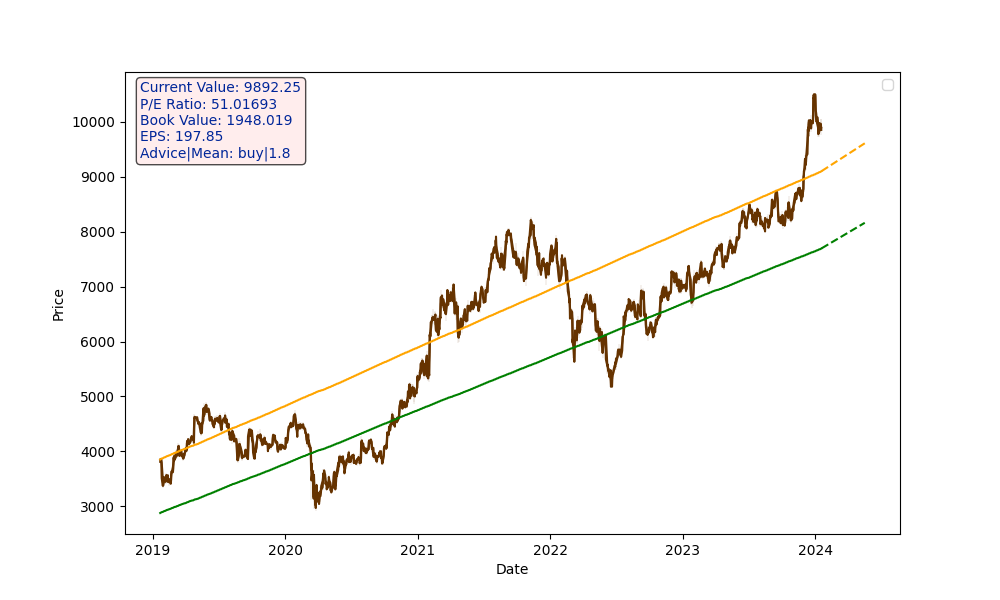 Current Value: 9892.25
P/E Ratio: 51.01693
Book Value: 1948.019
EPS: 197.85
Advice|Mean: buy|1.8
10000
9000
8000
7000
6000
5000
4000
3000
Price
2019 2020 2021 2022 2023 2024
Date